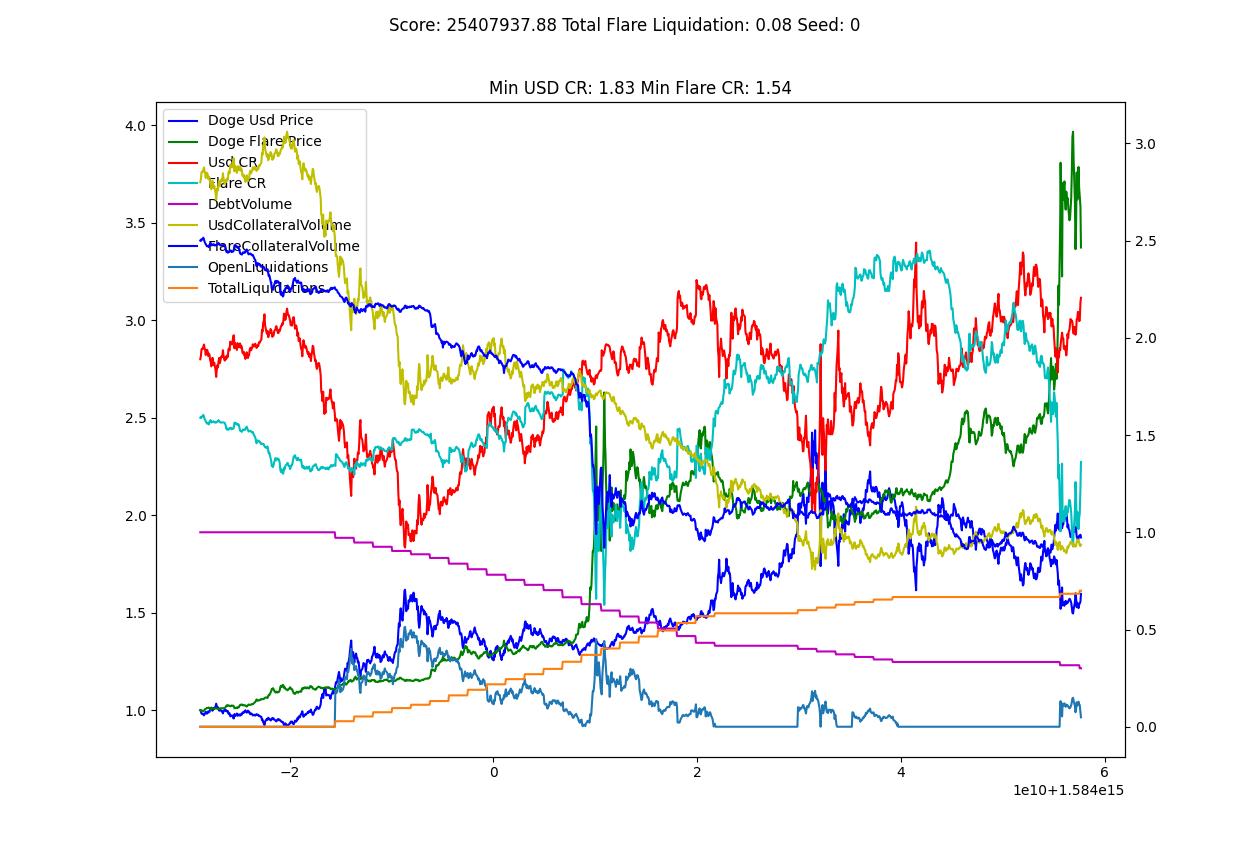 Score: 25407937.88 Total Flare Liquidation: 0.08 Seed: 0
Min USD CR: 1.83 Min Flare CR: 1.54
Doge Usd Price
Doge Flare Price
Usd CR
Flare CR
DebtVolume
UsdCollateralVolume
FlareCollateralVolume
OpenLiquidations
TotalLiquidations
4.0
3.5
3.0
2.5
2.0
1.5
1.0
3.0
2.5
2.0
1.5
1.0
0.5
0.0
−2
0
2
4
6
1e10+1.584e15